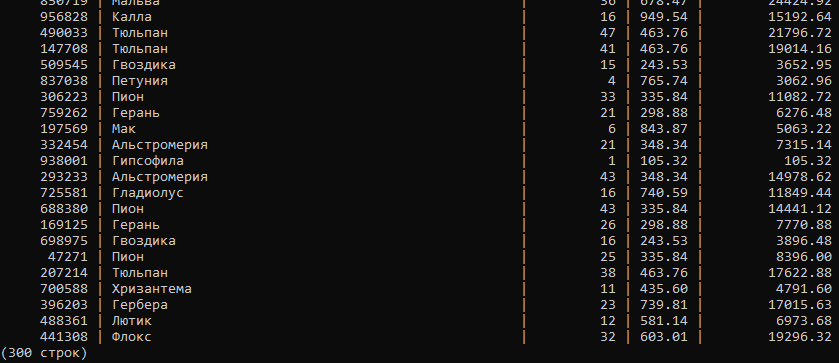 850719 | Мальва | 36 | 678.47 | 24424.92
956828 | Калла | 16 | 949.54 | 15192.64
490033 | Тюльпан | 47 | 463.76 | 21796.72
147708 | Тюльпан | 41 | 463.76 | 19014.16
509545 | Гвоздика | 15 | 243.53 | 3652.95
837038 | Петуния | 4 | 765.74 | 3062.96
306223 | Пион | 33 | 335.84 | 11082.72
759262 | Герань | 21 | 298.88 | 6276.48
197569 | Мак | 6 | 843.87 | 5063.22
332454 | Альстромерия | 21 | 348.34 | 7315.14
938001 | Гипсофила | 1 | 105.32 | 105.32
293233 | Альстромерия | 43 | 348.34 | 14978.62
725581 | Гладиолус | 16 | 740.59 | 11849.44
688380 | Пион | 43 | 335.84 | 14441.12
169125 | Герань | 26 | 298.88 | 7770.88
698975 | Гвоздика | 16 | 243.53 | 3896.48
47271 | Пион | 25 | 335.84 | 8396.00
207214 | Тюльпан | 38 | 463.76 | 17622.88
700588 | Хризантема | 11 | 435.60 | 4791.60
396203 | Гербера | 23 | 739.81 | 17015.63
488361 | Лютик | 12 | 581.14 | 6973.68
441308 | Флокс | 32 | 603.01 | 19296.32
(300 строк)